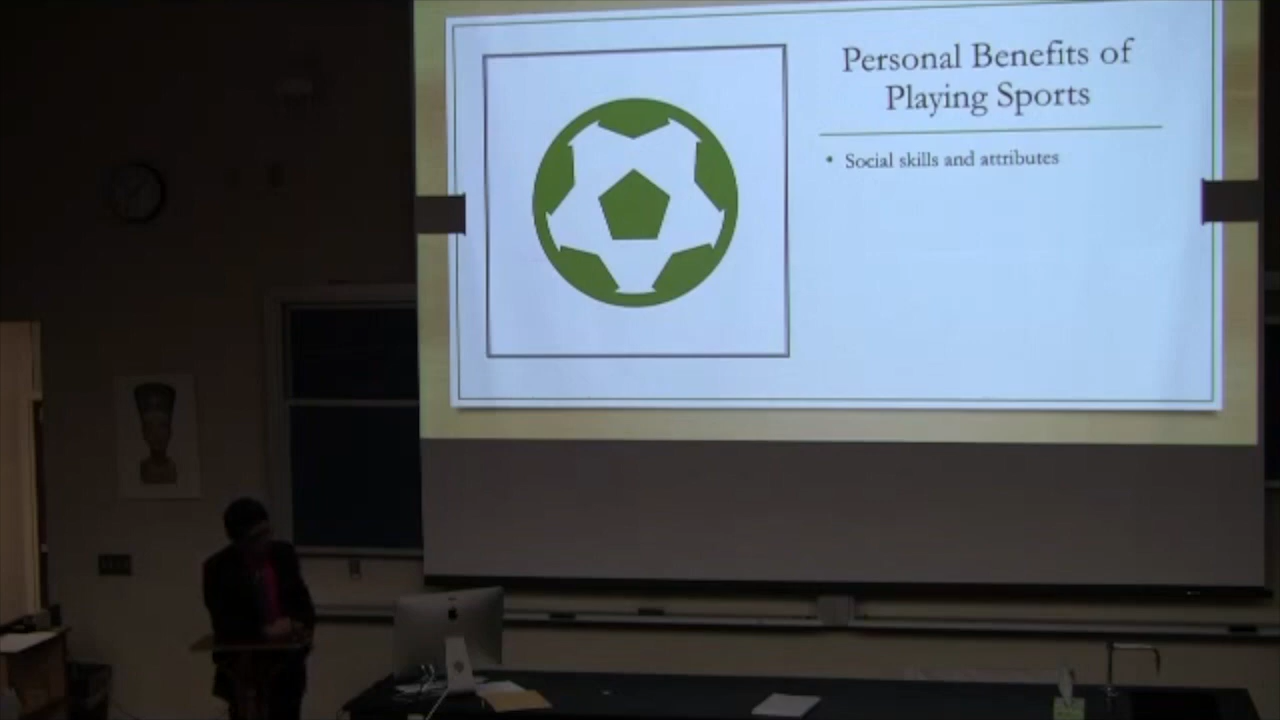 Personal Benefits of
Playing Sports
• Social skills and attributes